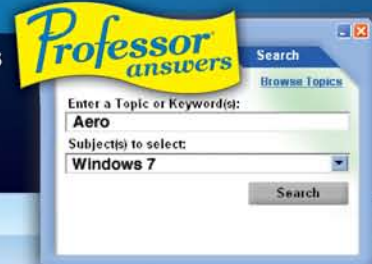 Professor
answers
Search
Browse Topics
Enter a Topic or Keyword(s):
Aero
Subject(s) to select:
Windows 7
Search